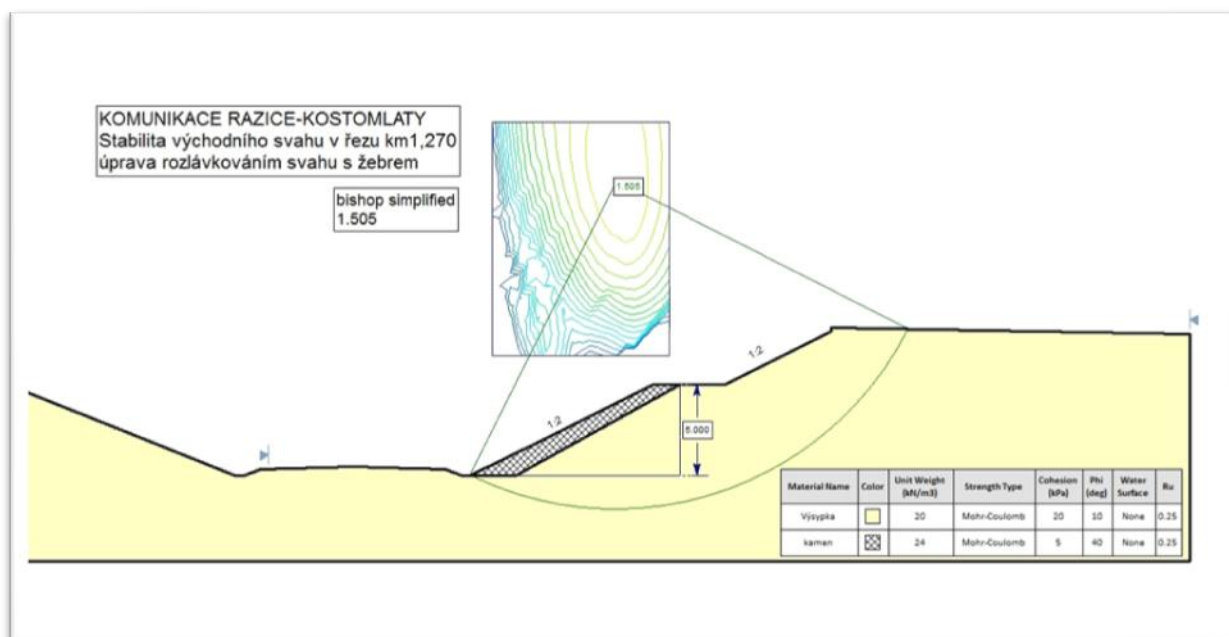 KOMUNIKACE RAZICE-KOSTOMLATY
Stabilita východního svahu v řezu km1,270
úprava rozlávkováním svahu s žebrem
bishop simplified
1.505
1.505
1:2
1:2
5.000
Material Name Color Unit Weight (kN/m3) Strength Type Cohesion (kPa) Phi (deg) Water Surface Ru
Výsypka 20 Mohr-Coulomb 20 10 None 0.25
kamen 24 Mohr-Coulomb 5 40 None 0.25